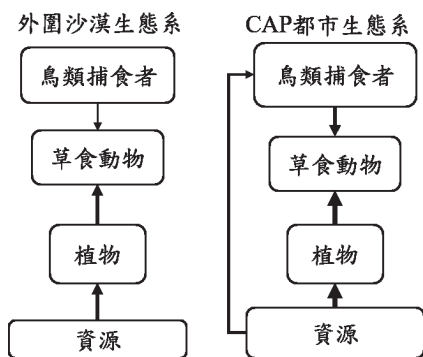 外圍沙漠生態系
鳥類捕食者
草食動物
植物
資源
CAP都市生態系
鳥類捕食者
草食動物
植物
資源